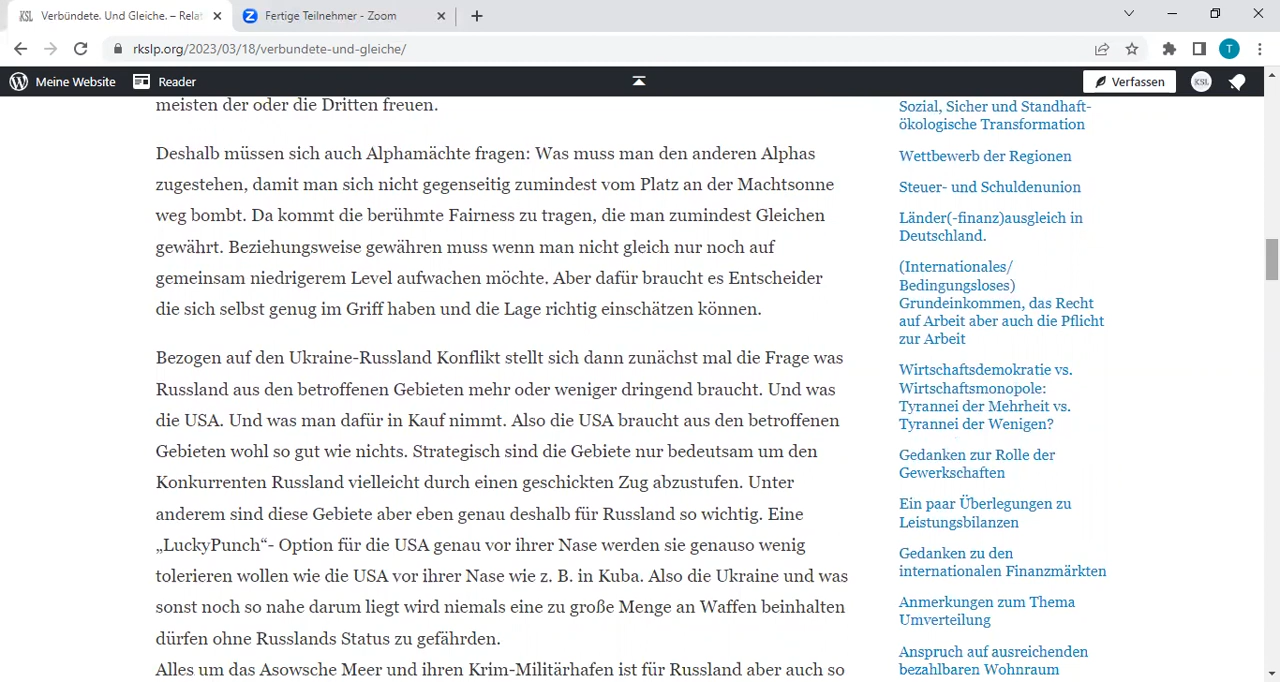 Verbündete. Und Gleiche. – Rela
Fertige Teilnehmer - Zoom
rkslp.org/2023/03/18/verbundete-und-gleiche/
T
Meine Website
Reader
Verfassen
KSL
meisten der oder die Dritten freuen.
Deshalb müssen sich auch Alphamächte fragen: Was muss man den anderen Alphas
zugestehen, damit man sich nicht gegenseitig zumindest vom Platz an der Machtsonne
weg bombt. Da kommt die berühmte Fairness zu tragen, die man zumindest Gleichen
gewährt. Beziehungsweise gewähren muss wenn man nicht gleich nur noch auf
gemeinsam niedrigerem Level aufwachen möchte. Aber dafür braucht es Entscheider
die sich selbst genug im Griff haben und die Lage richtig einschätzen können.
Bezogen auf den Ukraine-Russland Konflikt stellt sich dann zunächst mal die Frage was
Russland aus den betroffenen Gebieten mehr oder weniger dringend braucht. Und was
die USA. Und was man dafür in Kauf nimmt. Also die USA braucht aus den betroffenen
Gebieten wohl so gut wie nichts. Strategisch sind die Gebiete nur bedeutsam um den
Konkurrenten Russland vielleicht durch einen geschickten Zug abzustufen. Unter
anderem sind diese Gebiete aber eben genau deshalb für Russland so wichtig. Eine
„LuckyPunch“- Option für die USA genau vor ihrer Nase werden sie genauso wenig
tolerieren wollen wie die USA vor ihrer Nase wie z. B. in Kuba. Also die Ukraine und was
sonst noch so nahe darum liegt wird niemals eine zu große Menge an Waffen beinhalten
dürfen ohne Russlands Status zu gefährden.
Alles um das Asowsche Meer und ihren Krim-Militärhafen ist für Russland aber auch so
Sozial, Sicher und Standhaft-
ökologische Transformation
Wettbewerb der Regionen
Steuer- und Schuldenunion
Länder(-finanz)ausgleich in
Deutschland.
(Internationales/
Bedingungsloses)
Grundeinkommen, das Recht
auf Arbeit aber auch die Pflicht
zur Arbeit
Wirtschaftsdemokratie vs.
Wirtschaftsmonopole:
Tyrannei der Mehrheit vs.
Tyrannei der Wenigen?
Gedanken zur Rolle der
Gewerkschaften
Ein paar Überlegungen zu
Leistungsbilanzen
Gedanken zu den
internationalen Finanzmärkten
Anmerkungen zum Thema
Umverteilung
Anspruch auf ausreichenden
bezahlbaren Wohnraum